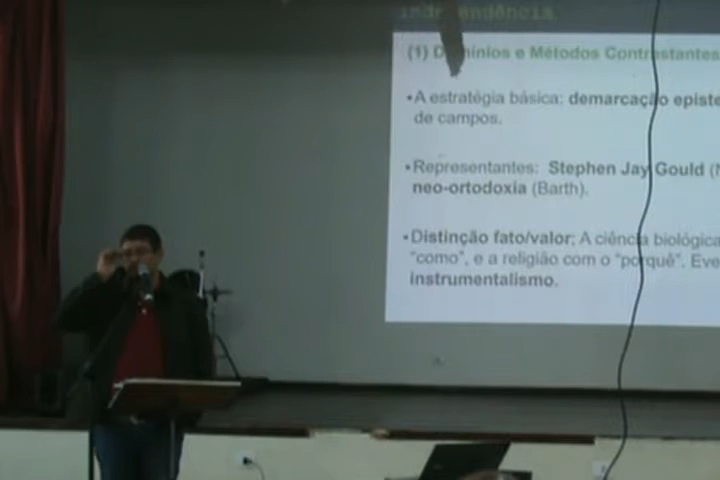 independência
(1) Domínios e Métodos Contrastantes
•A estratégia básica: demarcação episte
de campos.
•Representantes: Stephen Jay Gould (N
neo-ortodoxia (Barth).
•Distinção fato/valor: A ciência biológica
"como", e a religião com o "porquê". Eve
instrumentalismo.